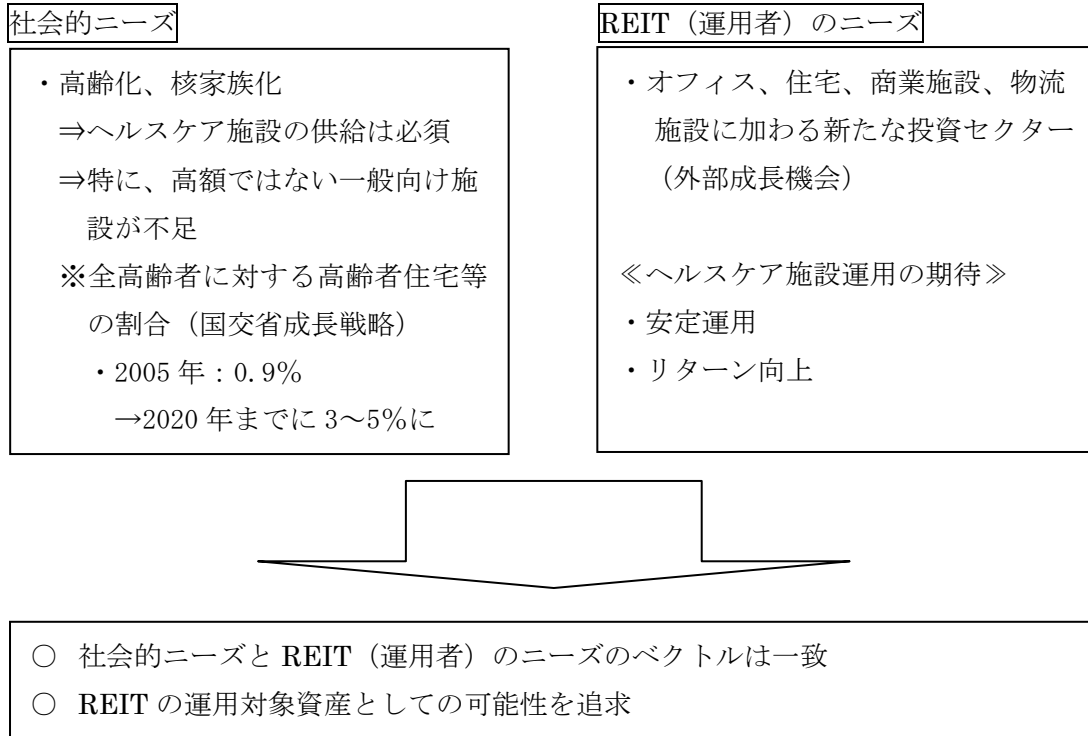 社会的ニーズ
・高齢化、核家族化
⇒ヘルスケア施設の供給は必須
⇒特に、高額ではない一般向け施
設が不足
※全高齢者に対する高齢者住宅等
の割合（国交省成長戦略）
・2005 年：0.9％
→2020 年までに 3～5％に
REIT（運用者）のニーズ
・オフィス、住宅、商業施設、物流
施設に加わる新たな投資セクター
（外部成長機会）
≪ヘルスケア施設運用の期待≫
・安定運用
・リターン向上
○ 社会的ニーズと REIT（運用者）のニーズのベクトルは一致
○ REIT の運用対象資産としての可能性を追求